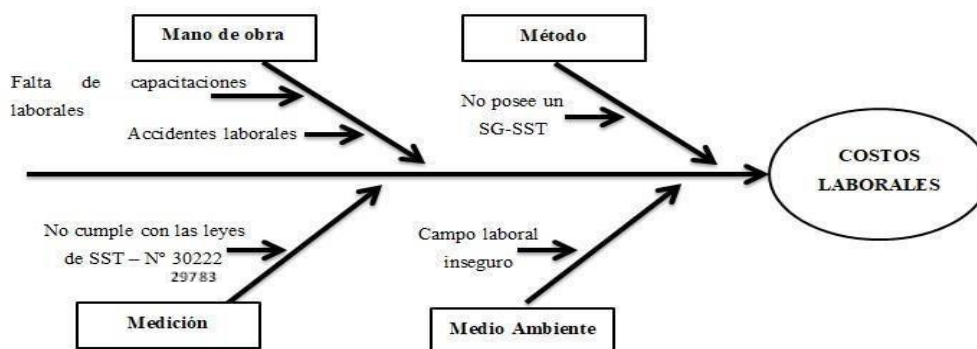 Mano de obra
Método
Falta de capacitaciones
laborales
Accidentes laborales
No posee un
SG-SST
COSTOS
LABORALES
No cumple con las leyes
de SST – N° 30222
29783
Campo laboral
inseguro
Medición
Medio Ambiente